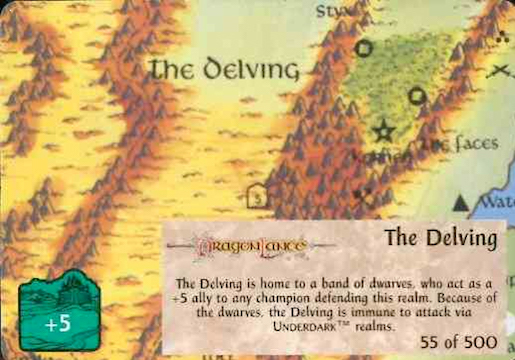 Styx
The Delving
The Faces
5
Wat
DRAGONLANCE
The Delving
The Delving is home to a band of dwarves, who act as a
+5 ally to any champion defending this realm. Because of
the dwarves, the Delving is immune to attack via
UNDERDARK™ realms.
+5
55 of 500